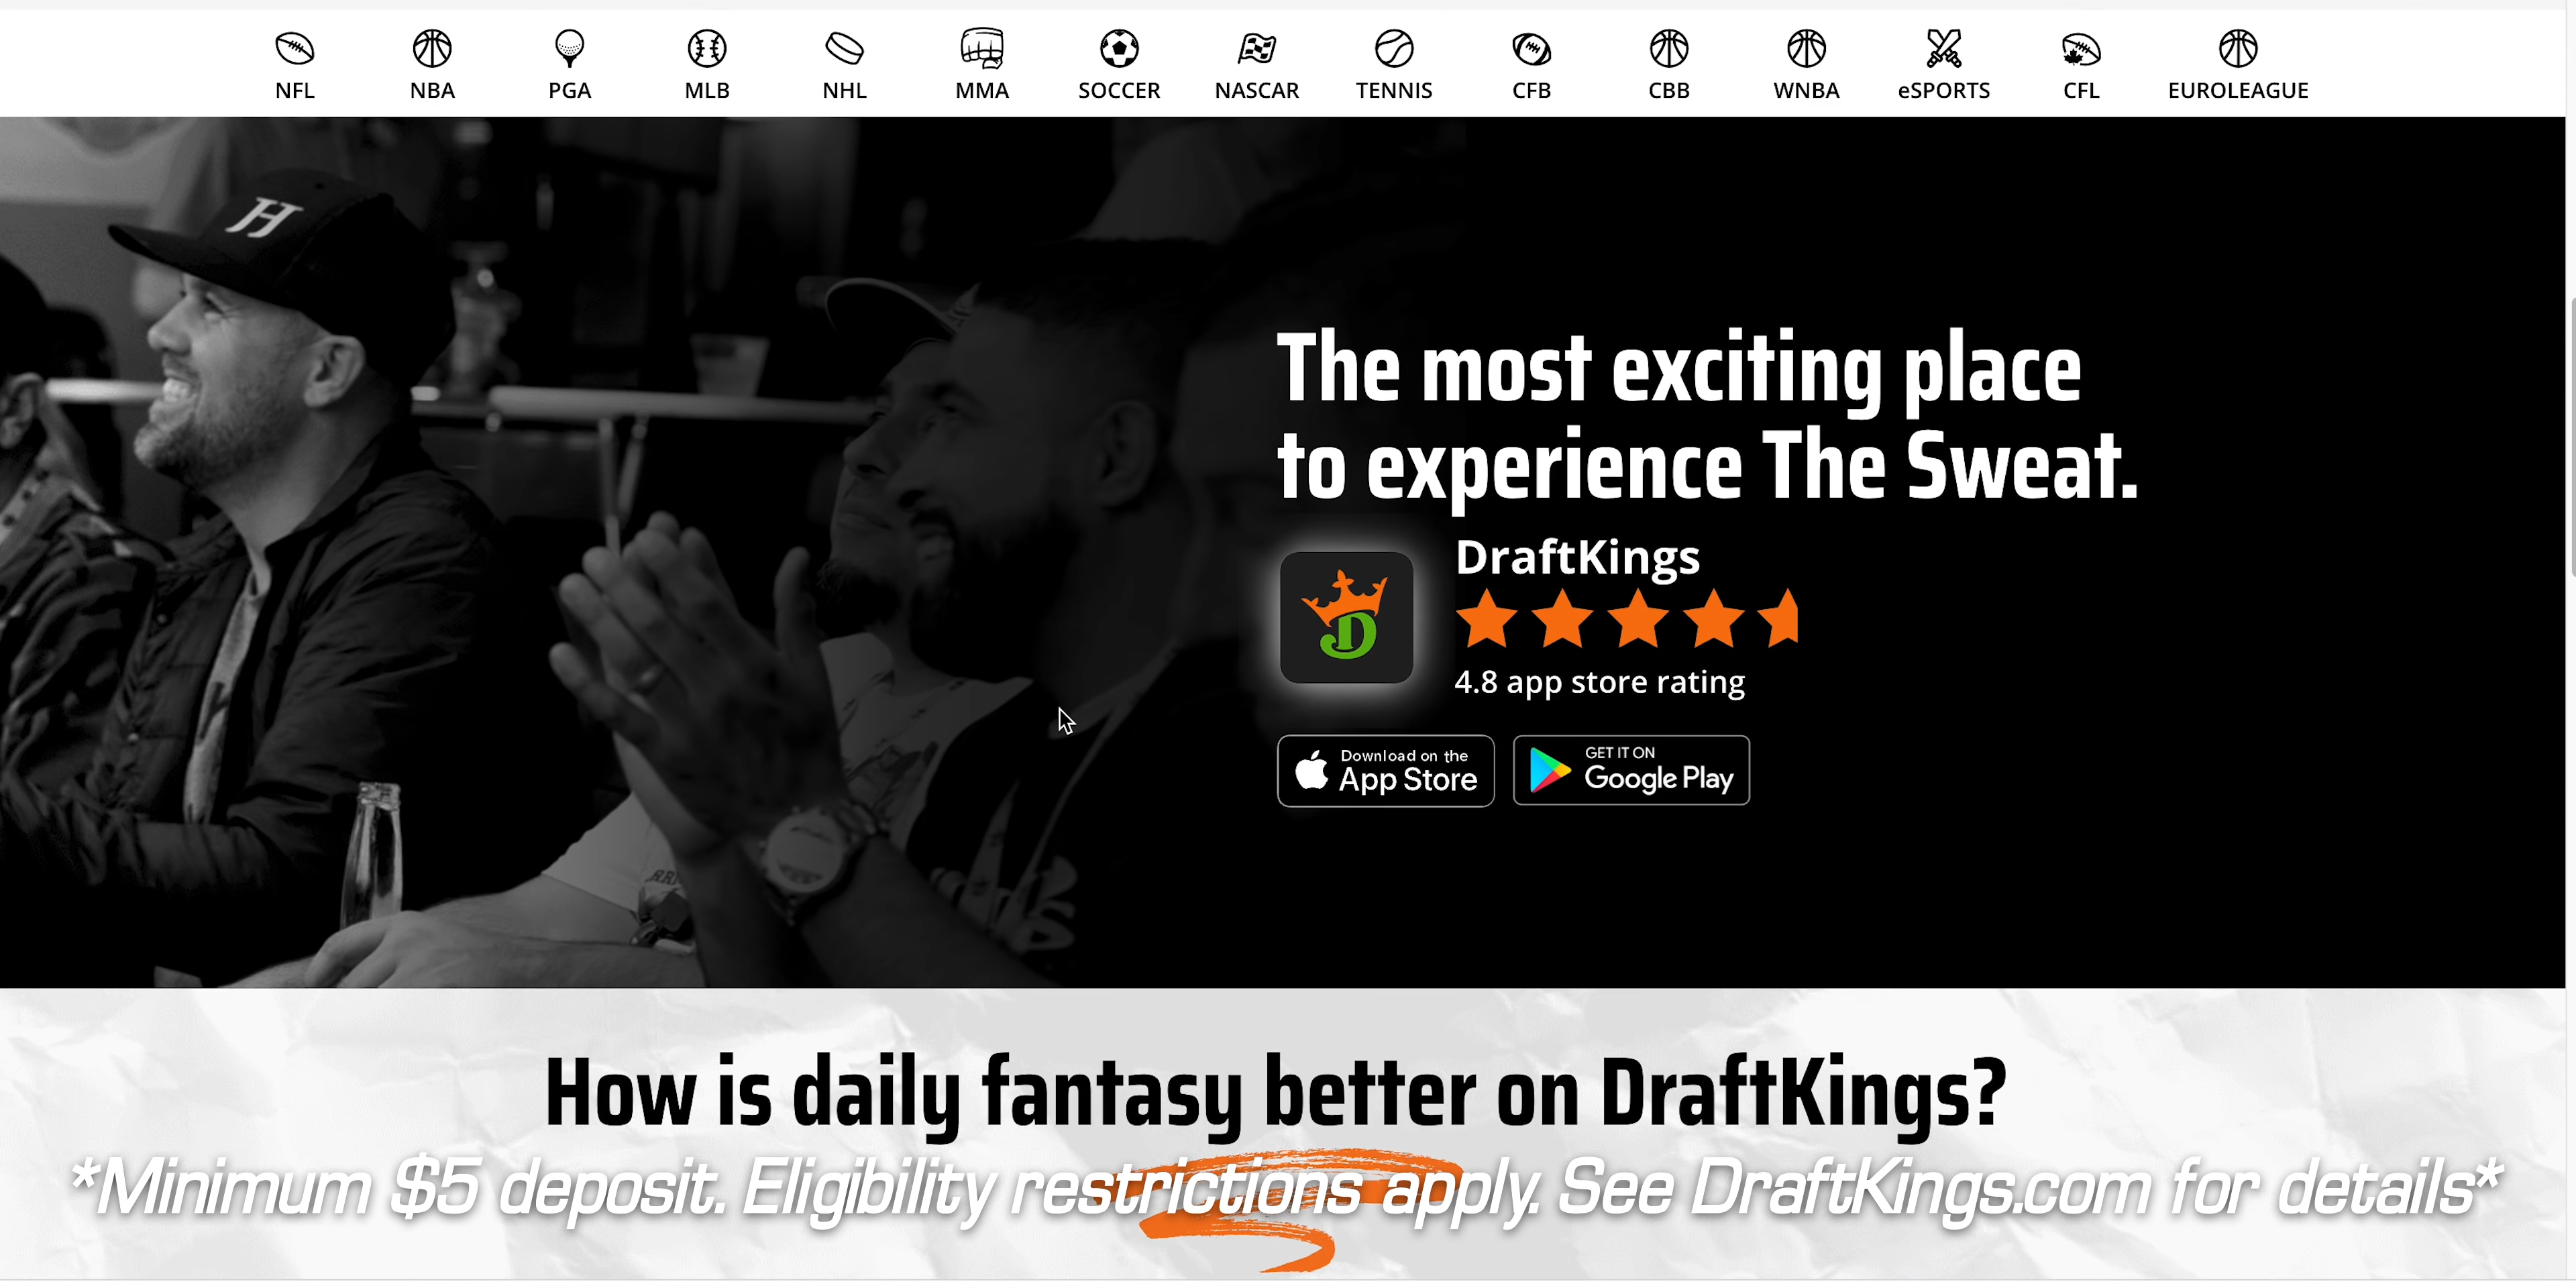 NFL
NBA
PGA
MLB
NHL
MMA
SOCCER
NASCAR
TENNIS
CFB
CBB
WNBA
eSPORTS
CFL
EUROLEAGUE
H
The most exciting place
to experience The Sweat.
DraftKings
D
4.8 app store rating
Download on the
App Store
GET IT ON
Google Play
How is daily fantasy better on DraftKings?
*Minimum $5 deposit. Eligibility restrictions apply. See DraftKings.com for details*